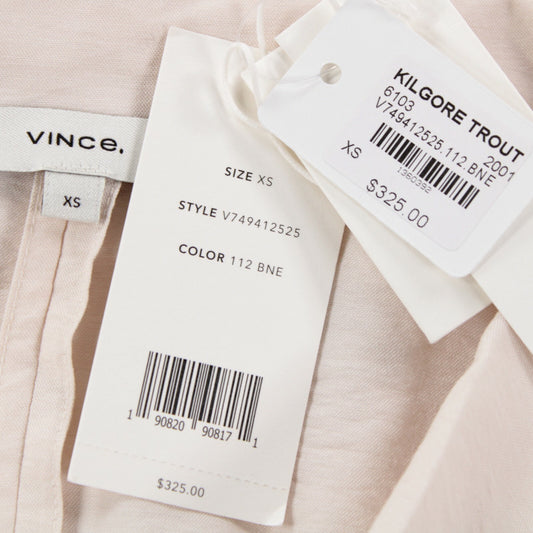 VINCE.
XS
SIZE XS
STYLE V749412525
COLOR 112 BNE
1 90820 90817 1
$325.00
KILGORE TROUT
6103 2001
V749412525.112.BNE
1360392
XS
$325.00